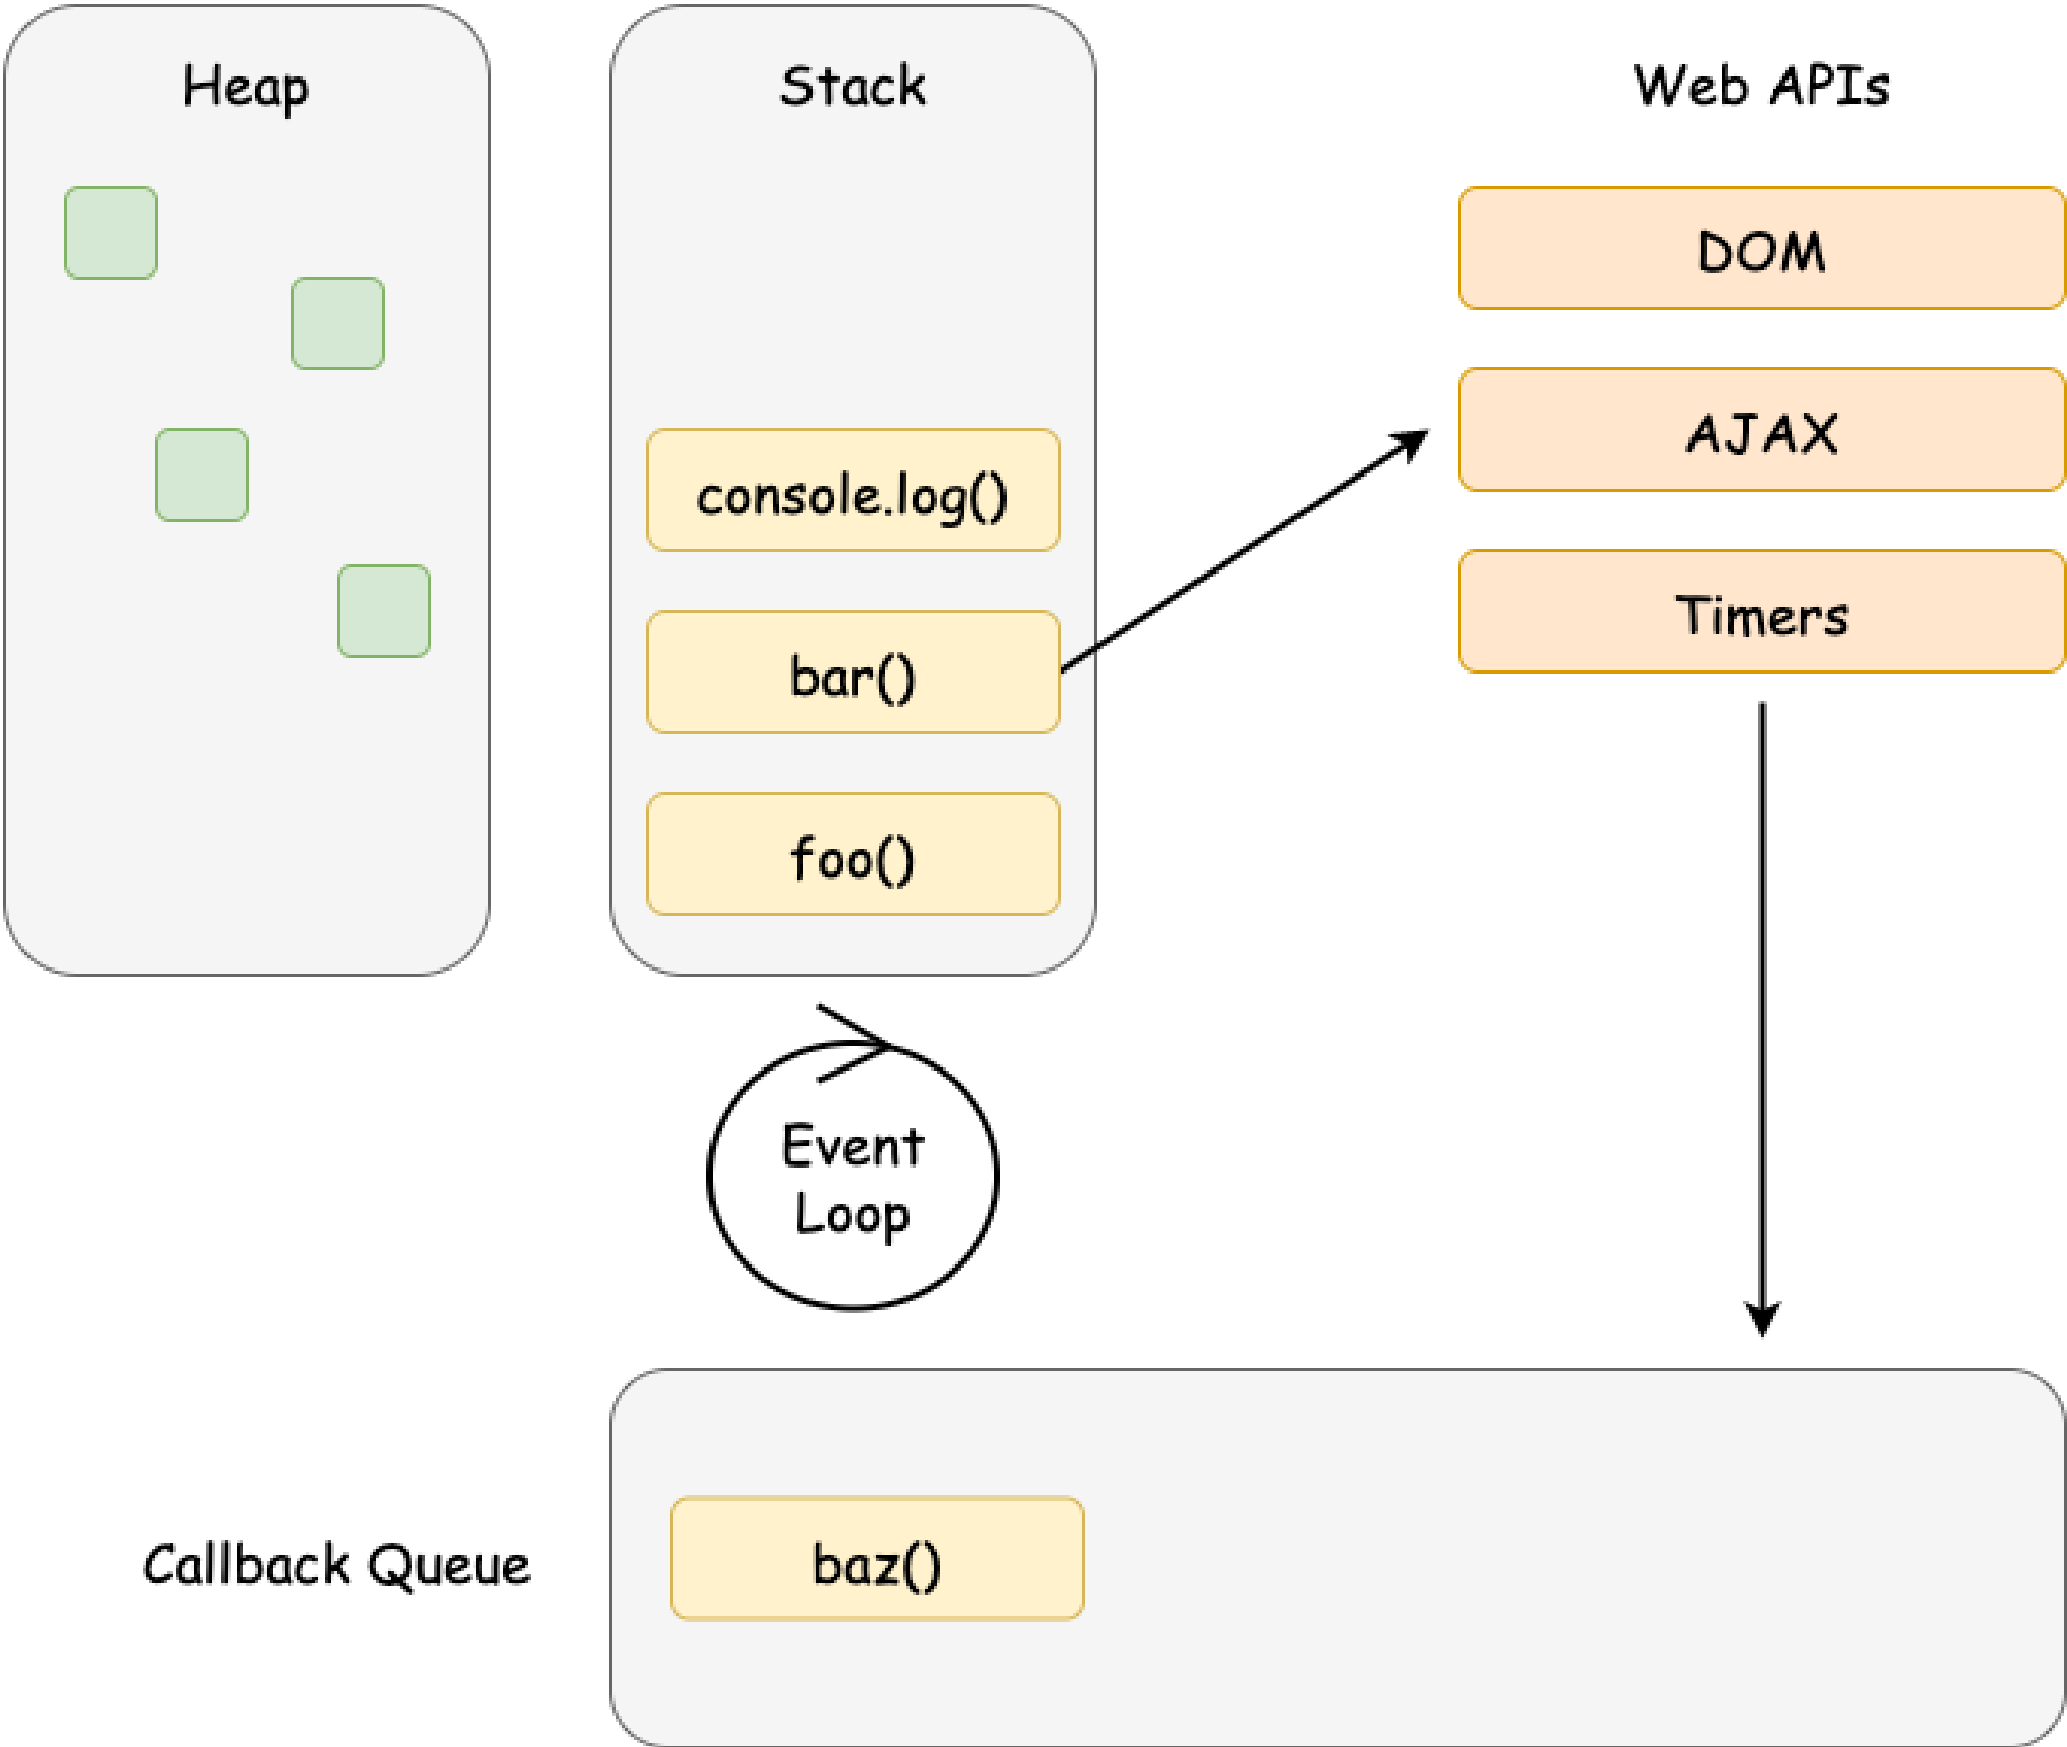 Heap
Stack
Web APIs
DOM
AJAX
Timers
console.log()
bar()
foo()
Event
Loop
Callback Queue
baz()